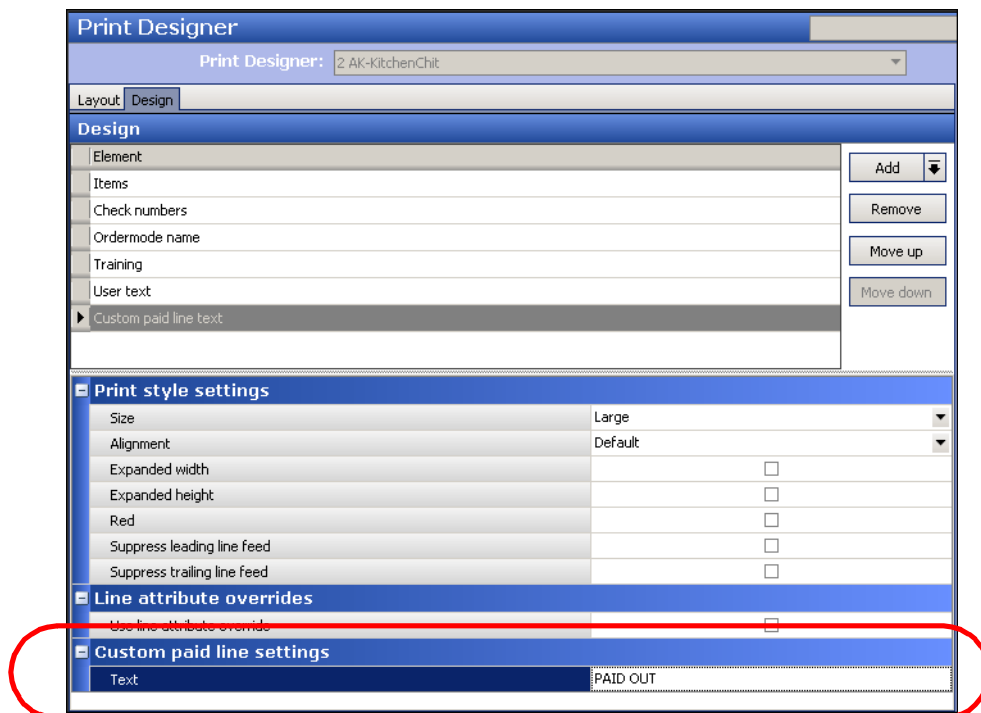 Print Designer
Print Designer: 2 AK-KitchenChit
Layout Design
Design
Element
Items
Check numbers
Ordermode name
Training
User text
Custom paid line text
Add
Remove
Move up
Move down
Print style settings
Size Large
Alignment Default
Expanded width
Expanded height
Red
Suppress leading line feed
Suppress trailing line feed
Line attribute overrides
Use line attribute override
Custom paid line settings
Text PAID OUT